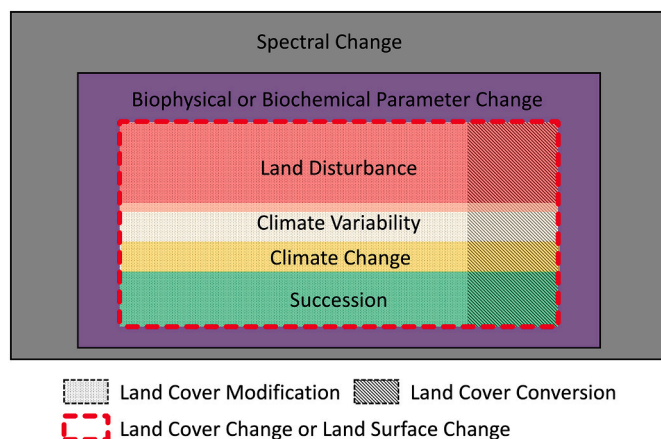 Spectral Change
Biophysical or Biochemical Parameter Change
Land Disturbance
Climate Variability
Climate Change
Succession
Land Cover Modification
Land Cover Conversion
Land Cover Change or Land Surface Change